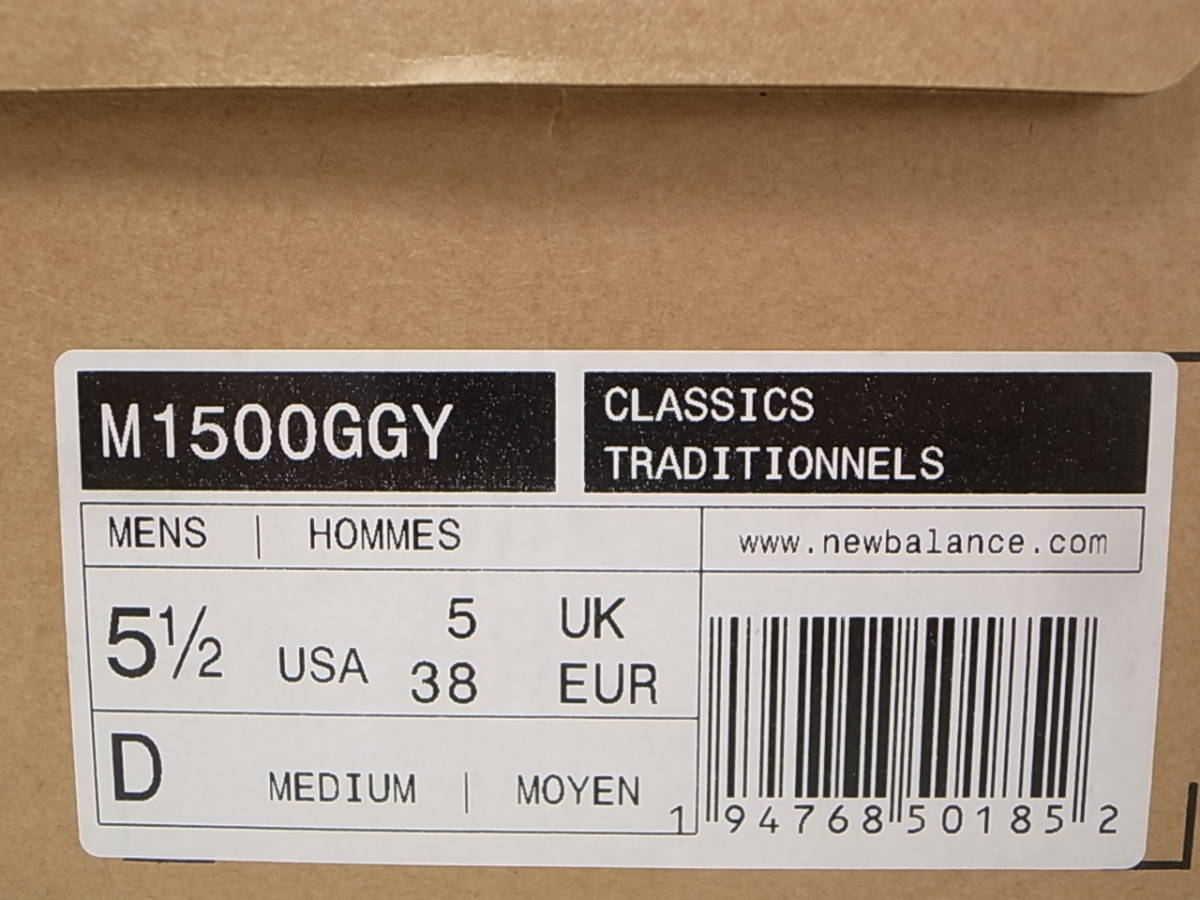 M1500GGY
CLASSICS
TRADITIONNELS
MENS | HOMMES
www.newbalance.com
5½ USA
5 UK
38 EUR
D MEDIUM | MOYEN
1 94768 50185 2